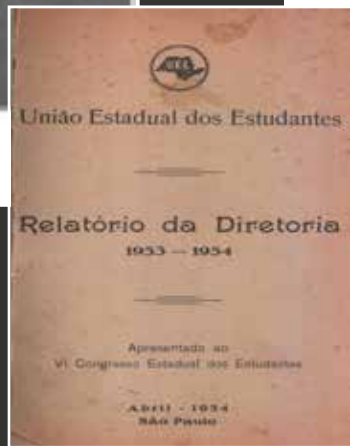 UEE
União Estadual dos Estudantes
Relatório da Diretoria
1953 — 1954
Apresentado ao
VI Congresso Estadual dos Estudantes
Abril - 1954
São Paulo